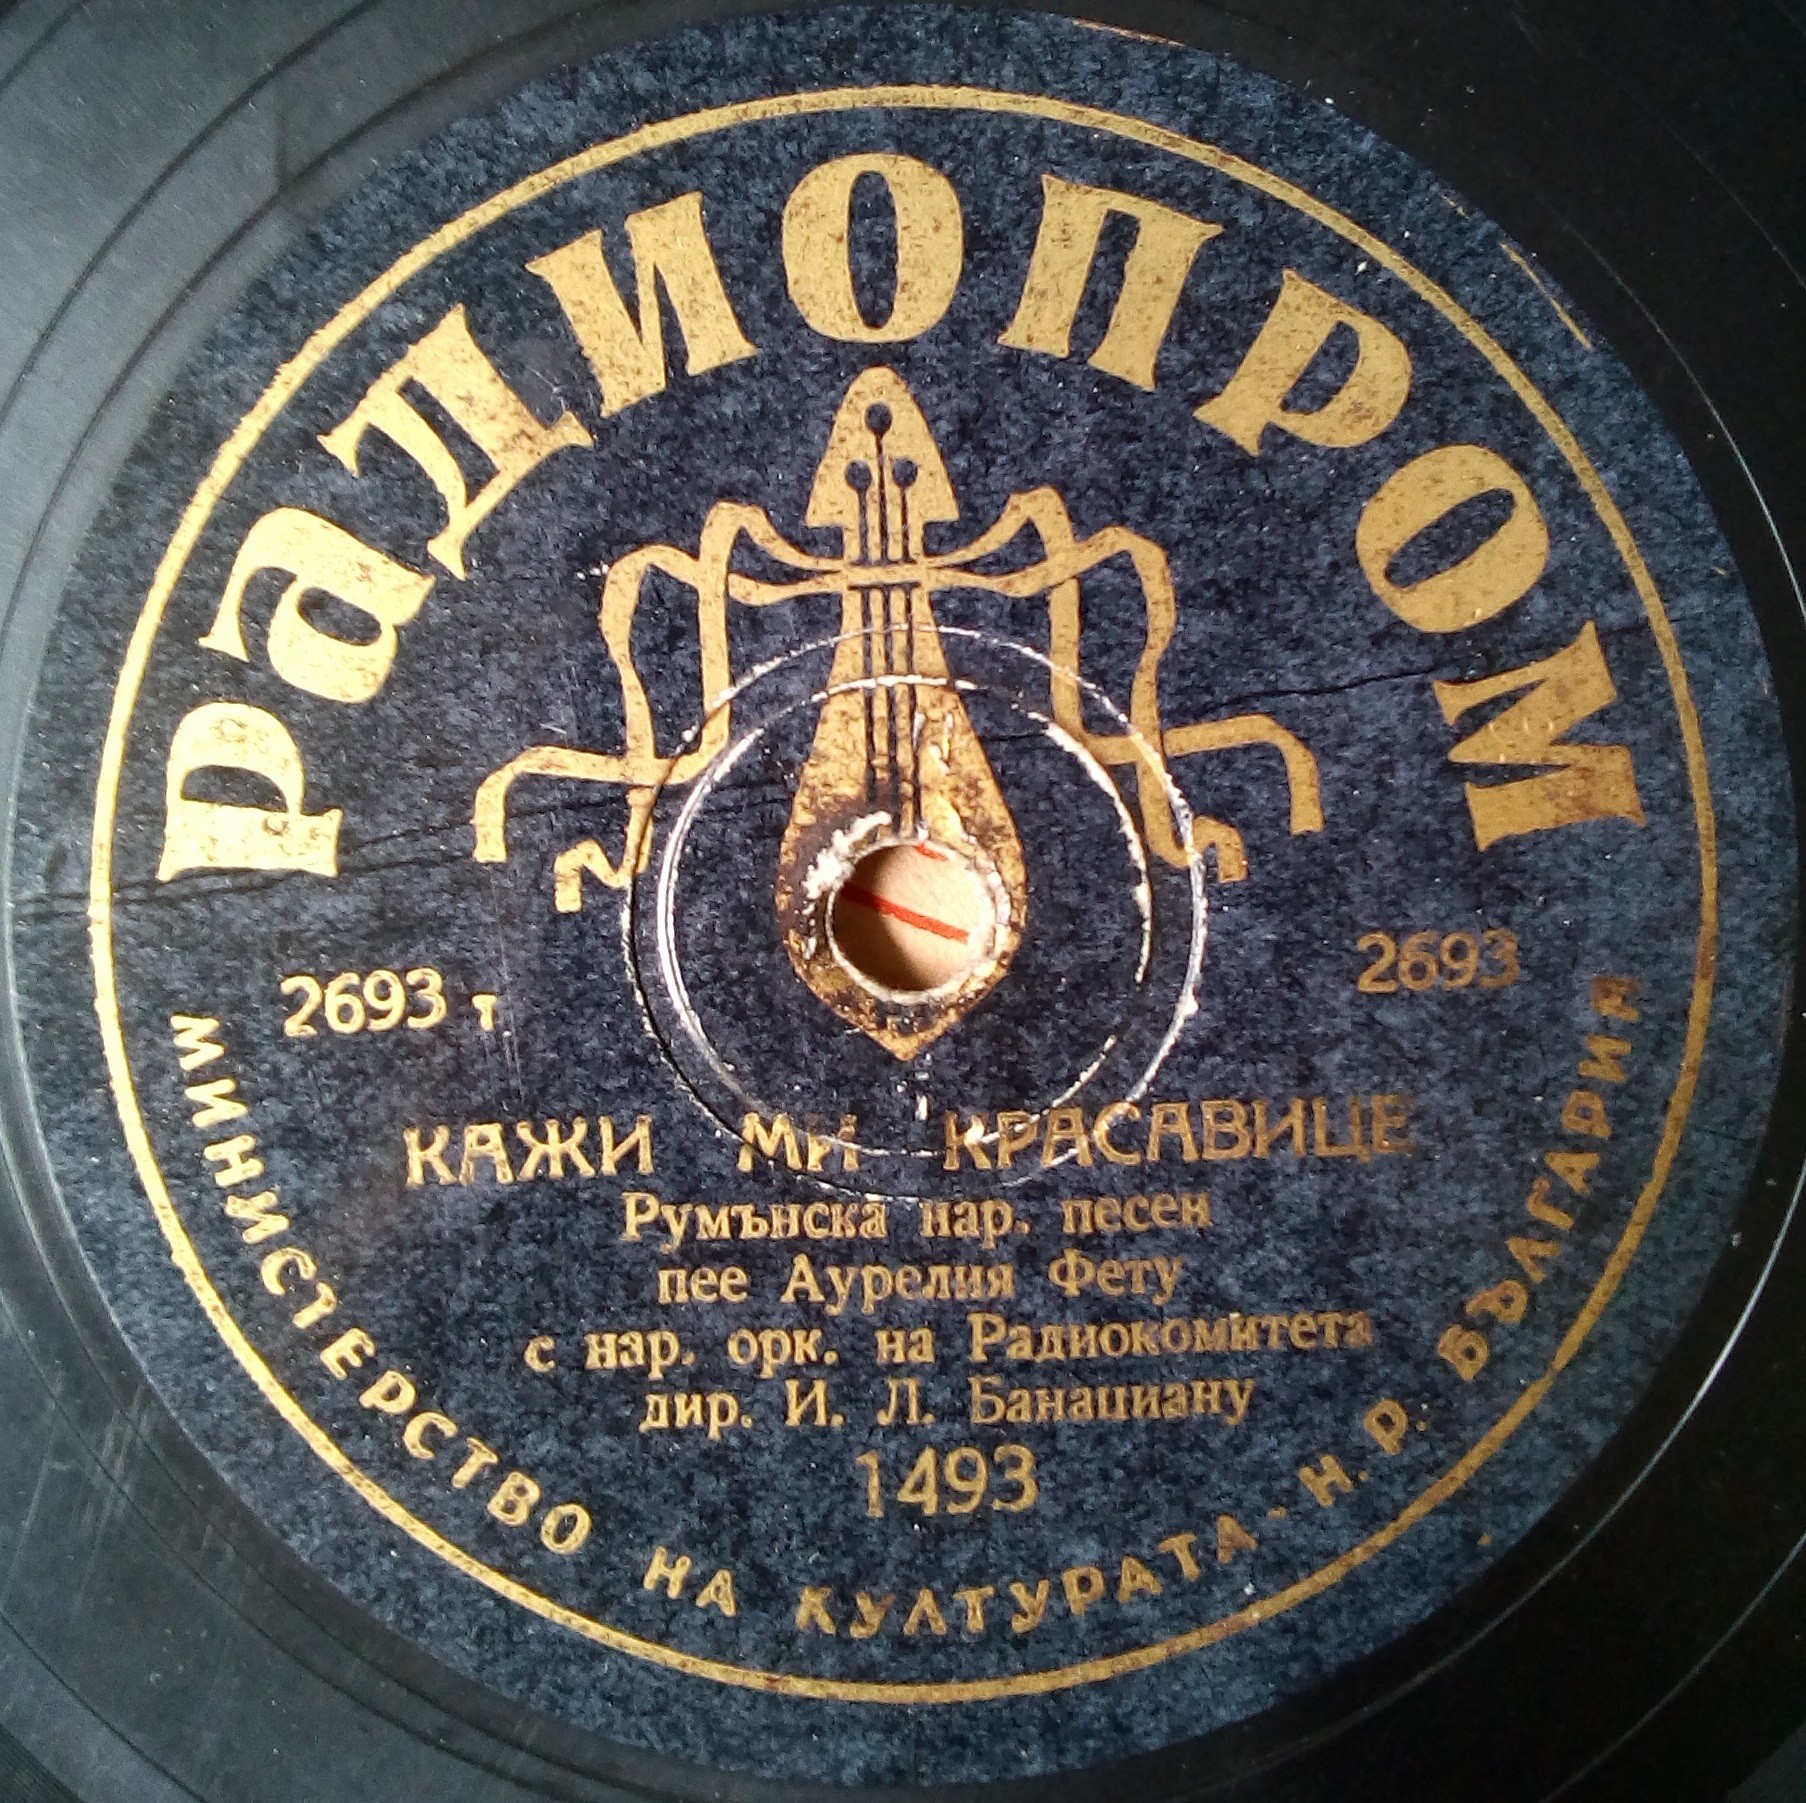 РАДИОПРОМ
2693 т
2693
КАЖИ МИ КРАСАВИЦЕ
Румънска нар. песен
пее Аурелия Фету
с нар. орк. на Радиокомитета
дир. И. Л. Банациану
1493
МИНИСТЕРСТВО НА КУЛТУРАТА - Н. Р. БЪЛГАРИЯ